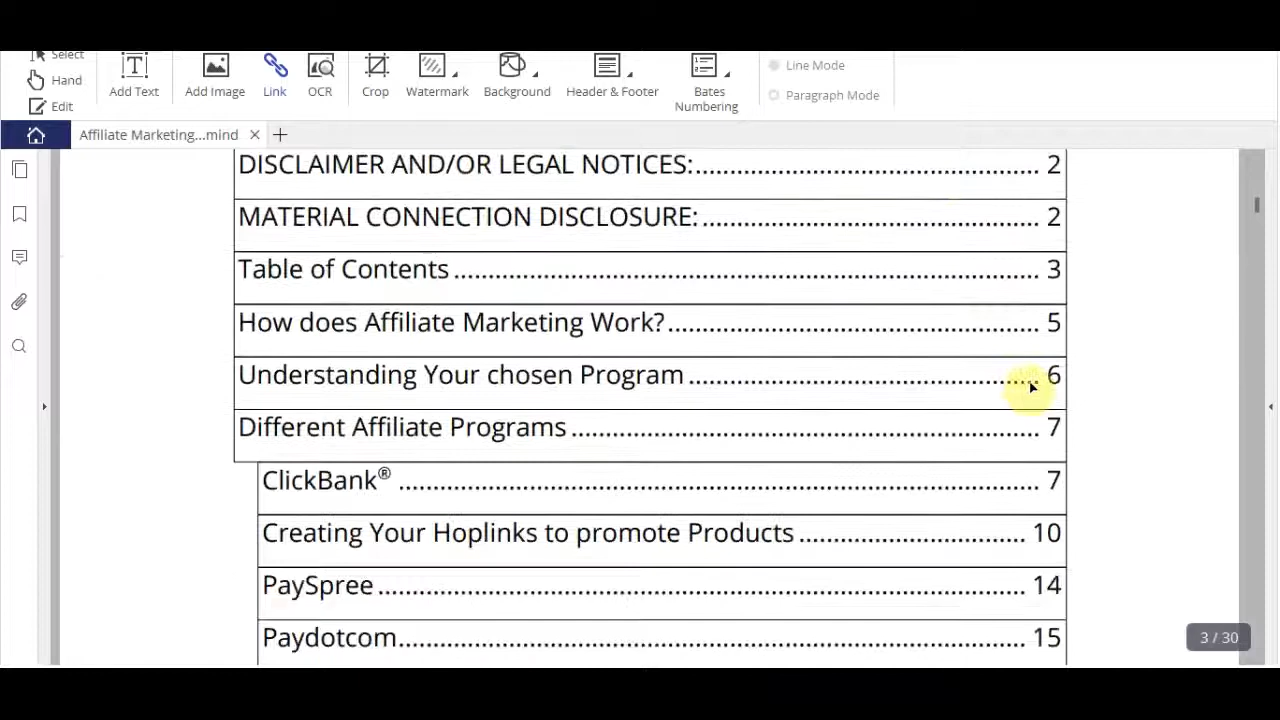 Select
Hand
Edit
Add Text
Add Image
Link
OCR
Crop
Watermark
Background
Header & Footer
Bates
Numbering
Line Mode
Paragraph Mode
Affiliate Marketing...mind
DISCLAIMER AND/OR LEGAL NOTICES:........................................ 2
MATERIAL CONNECTION DISCLOSURE:........................................ 2
Table of Contents........................................ 3
How does Affiliate Marketing Work?........................................ 5
Understanding Your chosen Program........................................ 6
Different Affiliate Programs........................................ 7
ClickBank®........................................ 7
Creating Your Hoplinks to promote Products........................................ 10
PaySpree........................................ 14
Paydotcom........................................ 15
3 / 30